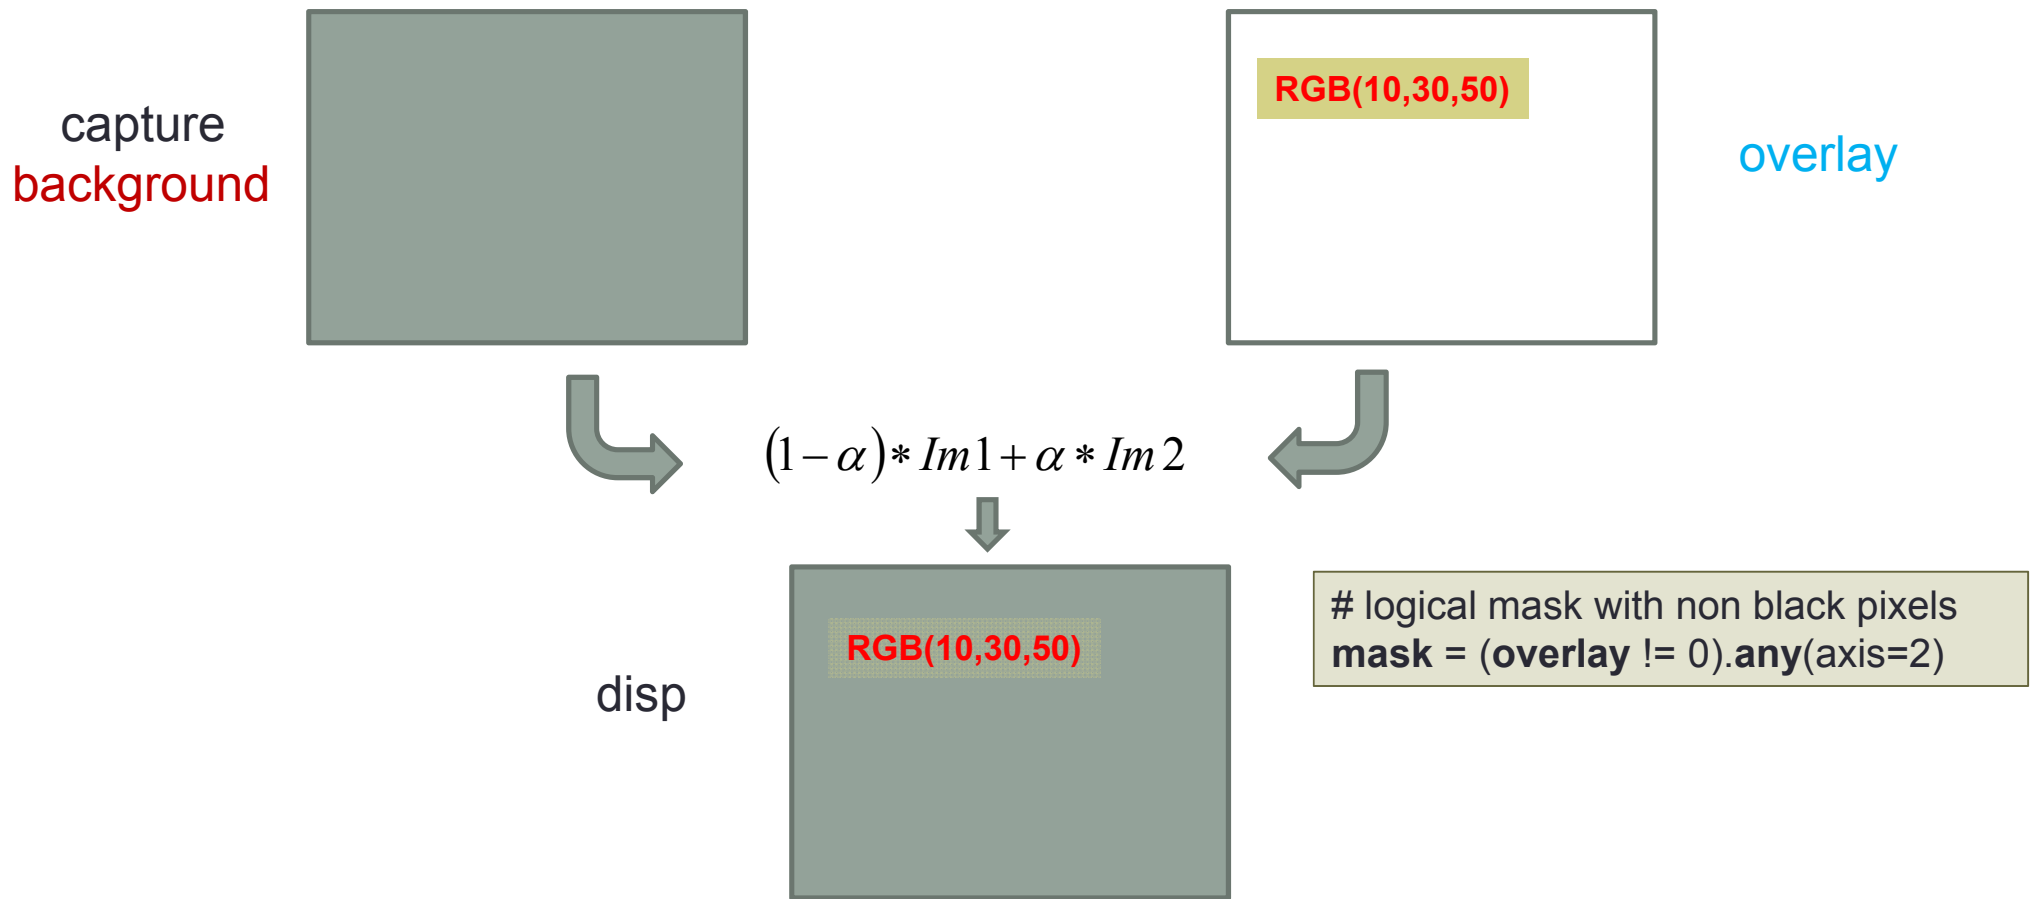 capture
background
RGB(10,30,50)
overlay
(1−α)∗Im1+α∗Im2
RGB(10,30,50)
disp
# logical mask with non black pixels
mask = (overlay != 0).any(axis=2)